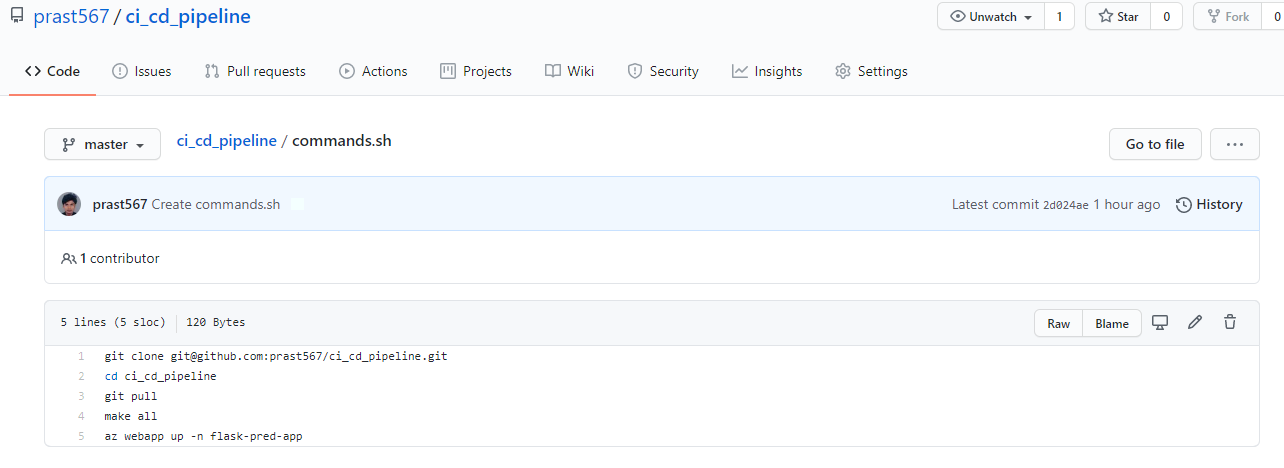 prast567 / ci_cd_pipeline
Unwatch 1 Star 0 Fork 0
Code Issues Pull requests Actions Projects Wiki Security Insights Settings
master ci_cd_pipeline / commands.sh Go to file ...
prast567 Create commands.sh Latest commit 2d024ae 1 hour ago History
1 contributor
5 lines (5 sloc) 120 Bytes Raw Blame
1 git clone git@github.com:prast567/ci_cd_pipeline.git
2 cd ci_cd_pipeline
3 git pull
4 make all
5 az webapp up -n flask-pred-app